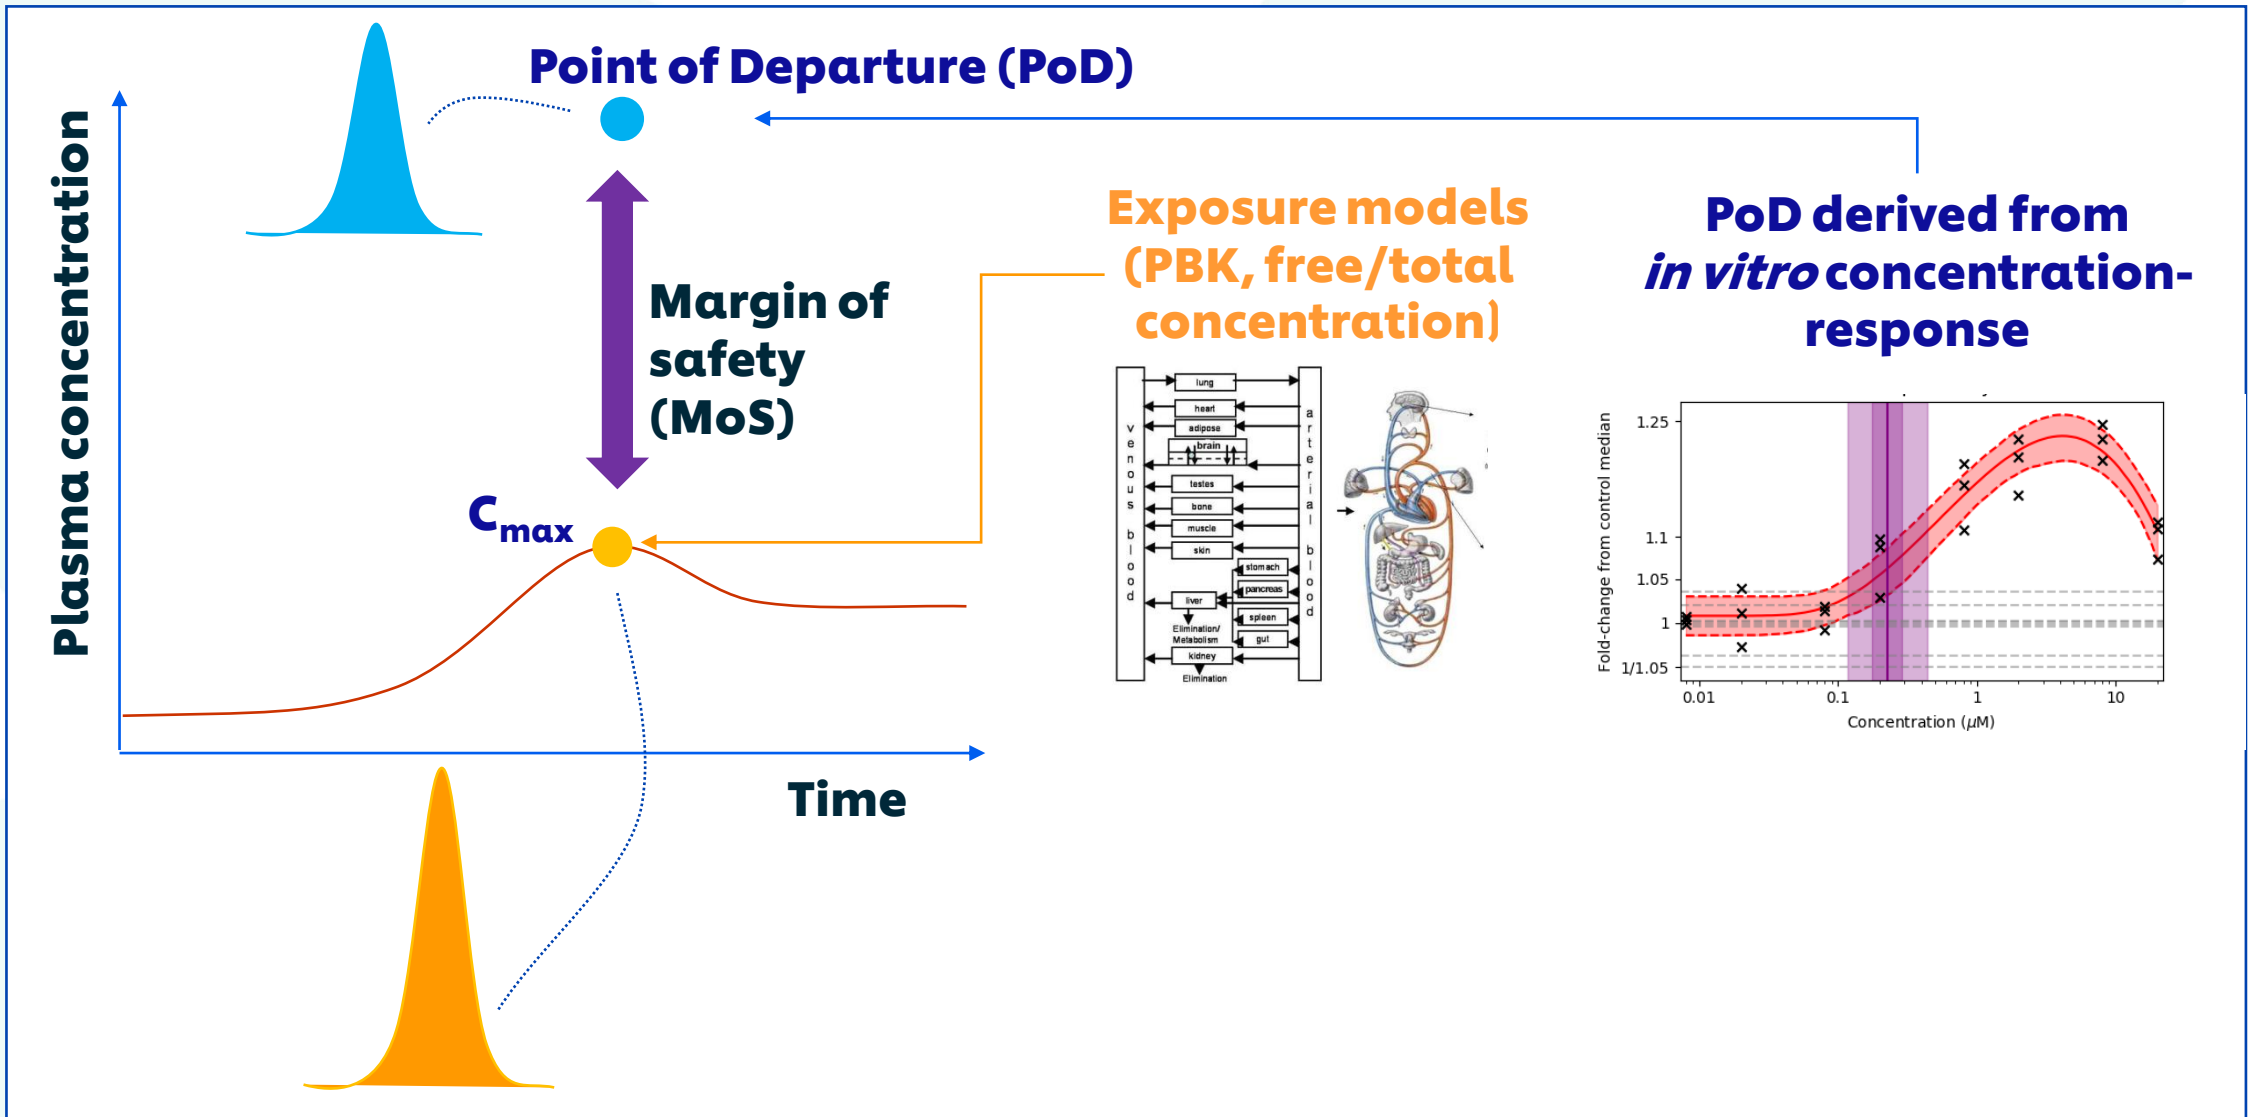 Point of Departure (PoD)
Plasma concentration
Margin of
safety
(MoS)
Cmax
Time
Exposure models
(PBK, free/total
concentration)
venous blood
arterial blood
lung
heart
adipose
brain
testes
bone
muscle
skin
stomach
pancreas
liver
spleen
Elimination/
Metabolism
gut
kidney
Elimination
PoD derived from
in vitro concentration-
response
Fold-change from control median
1.25
1.1
1.05
1
1/1.05
0.01 0.1 1 10
Concentration (μM)